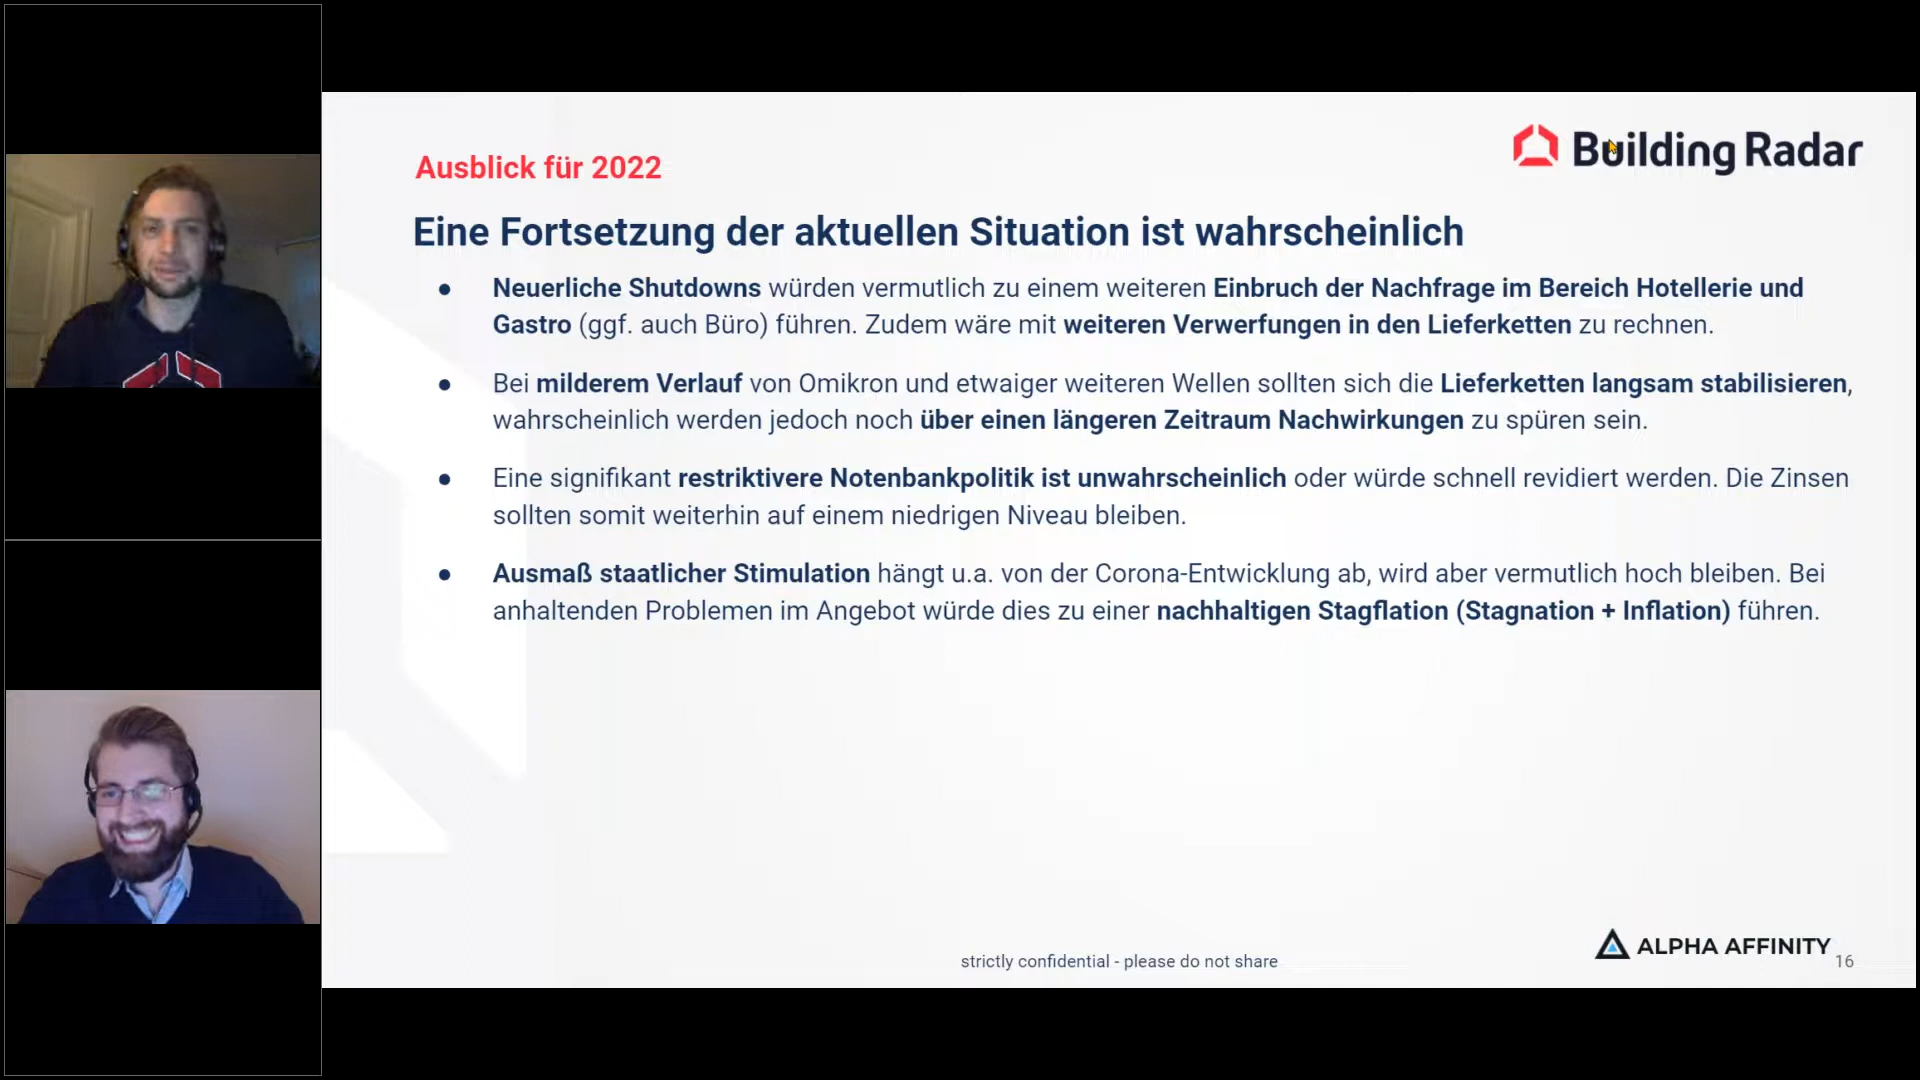 Building Radar
Ausblick für 2022
Eine Fortsetzung der aktuellen Situation ist wahrscheinlich
● Neuerliche Shutdowns würden vermutlich zu einem weiteren Einbruch der Nachfrage im Bereich Hotellerie und
Gastro (ggf. auch Büro) führen. Zudem wäre mit weiteren Verwerfungen in den Lieferketten zu rechnen.
● Bei milderem Verlauf von Omikron und etwaiger weiteren Wellen sollten sich die Lieferketten langsam stabilisieren,
wahrscheinlich werden jedoch noch über einen längeren Zeitraum Nachwirkungen zu spüren sein.
● Eine signifikant restriktivere Notenbankpolitik ist unwahrscheinlich oder würde schnell revidiert werden. Die Zinsen
sollten somit weiterhin auf einem niedrigen Niveau bleiben.
● Ausmaß staatlicher Stimulation hängt u.a. von der Corona-Entwicklung ab, wird aber vermutlich hoch bleiben. Bei
anhaltenden Problemen im Angebot würde dies zu einer nachhaltigen Stagflation (Stagnation + Inflation) führen.
strictly confidential - please do not share
ALPHA AFFINITY
16